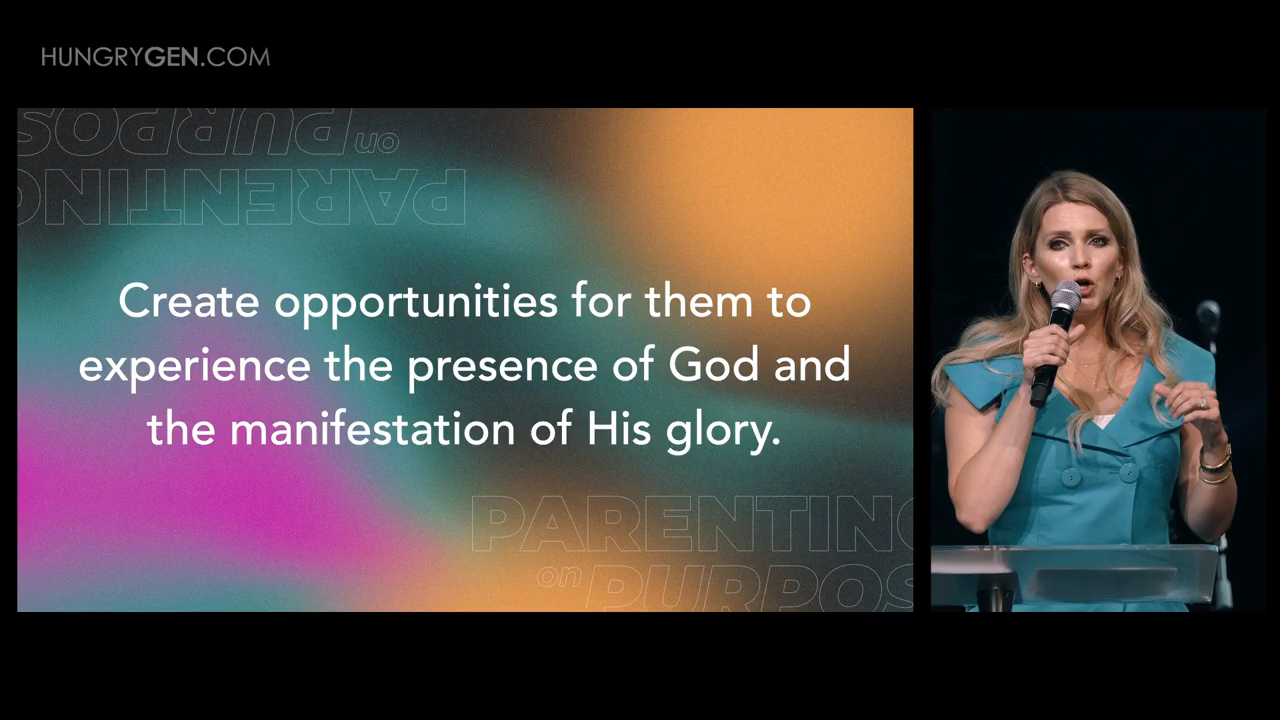 HUNGRYGEN.COM
PARENTING
on PURPOS
Create opportunities for them to
experience the presence of God and
the manifestation of His glory.
PARENTING
on PURPOS